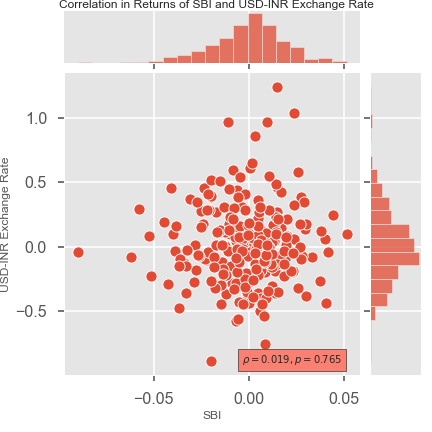 Correlation in Returns of SBI and USD-INR Exchange Rate
USD-INR Exchange Rate
1.0
0.5
0.0
−0.5
ρ = 0.019, p = 0.765
−0.05
0.00
0.05
SBI